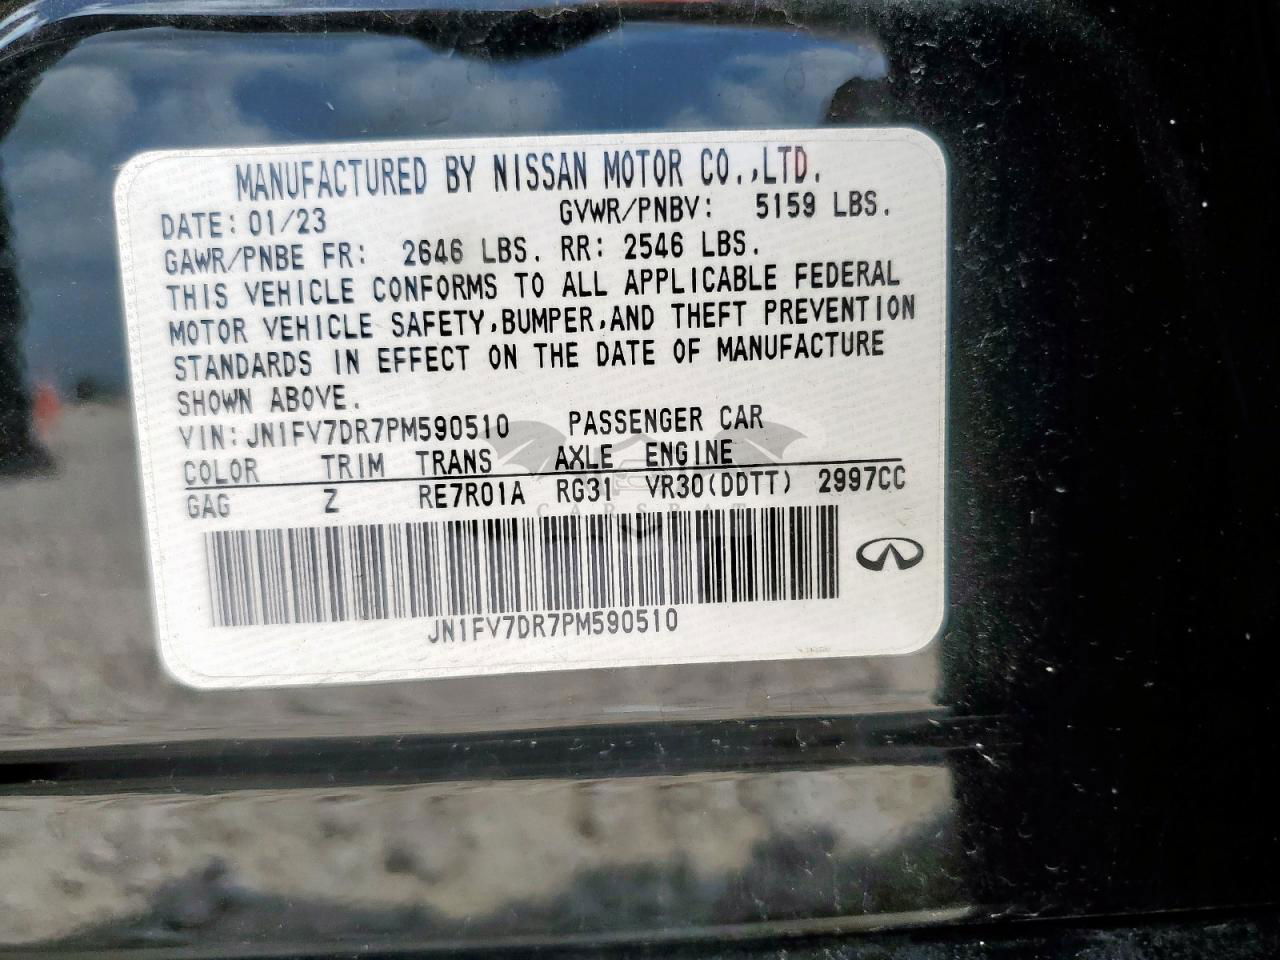 MANUFACTURED BY NISSAN MOTOR CO.,LTD.
DATE: 01/23 GVWR/PNBV: 5159 LBS.
GAWR/PNBE FR: 2646 LBS. RR: 2546 LBS.
THIS VEHICLE CONFORMS TO ALL APPLICABLE FEDERAL
MOTOR VEHICLE SAFETY,BUMPER,AND THEFT PREVENTION
STANDARDS IN EFFECT ON THE DATE OF MANUFACTURE
SHOWN ABOVE.
VIN: JN1FV7DR7PM590510 PASSENGER CAR
COLOR TRIM TRANS AXLE ENGINE
GAG Z RE7R01A RG31 VR30(DDTT) 2997CC
JN1FV7DR7PM590510